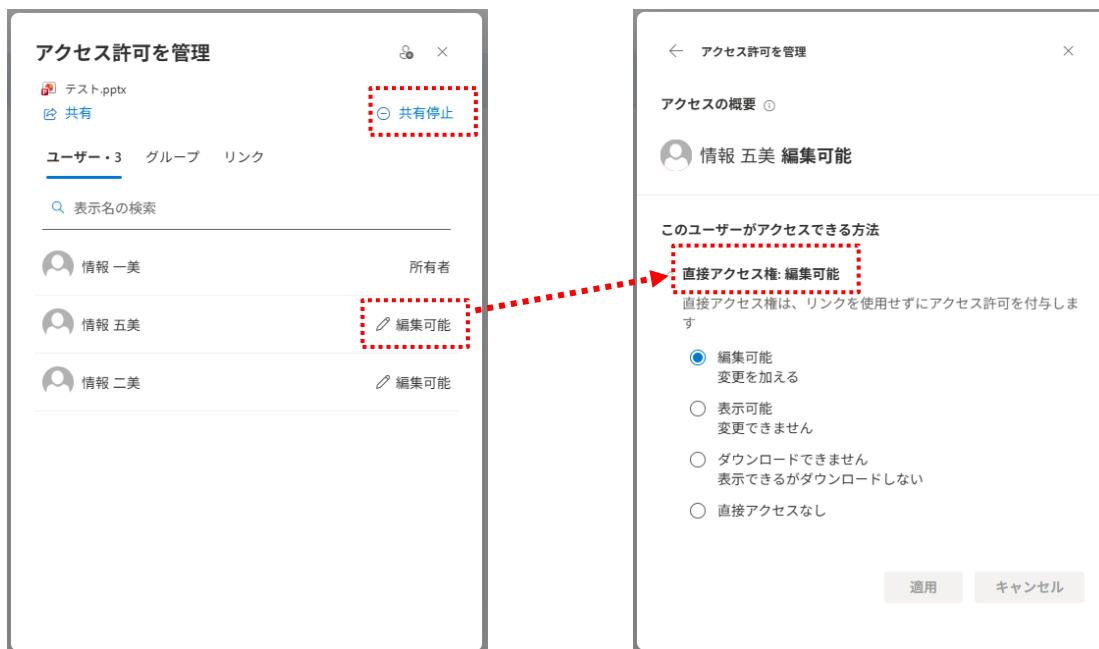 アクセス許可を管理
テスト.pptx
共有
共有停止
ユーザー・3 グループ リンク
表示名の検索
情報 一美 所有者
情報 五美 編集可能
情報 二美 編集可能
アクセス許可を管理
アクセスの概要
情報 五美 編集可能
このユーザーがアクセスできる方法
直接アクセス権: 編集可能
直接アクセス権は、リンクを使用せずにアクセス許可を付与しま
す
編集可能
変更を加える
表示可能
変更できません
ダウンロードできません
表示できるがダウンロードしない
直接アクセスなし
適用 キャンセル